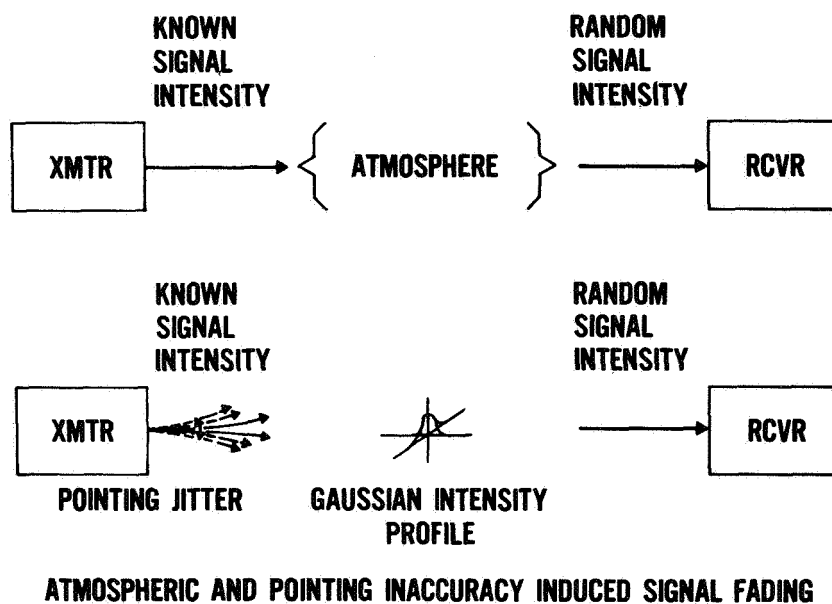 KNOWN
SIGNAL
INTENSITY
RANDOM
SIGNAL
INTENSITY
XMTR
ATMOSPHERE
RCVR
KNOWN
SIGNAL
INTENSITY
RANDOM
SIGNAL
INTENSITY
XMTR
RCVR
POINTING JITTER
GAUSSIAN INTENSITY
PROFILE
ATMOSPHERIC AND POINTING INACCURACY INDUCED SIGNAL FADING